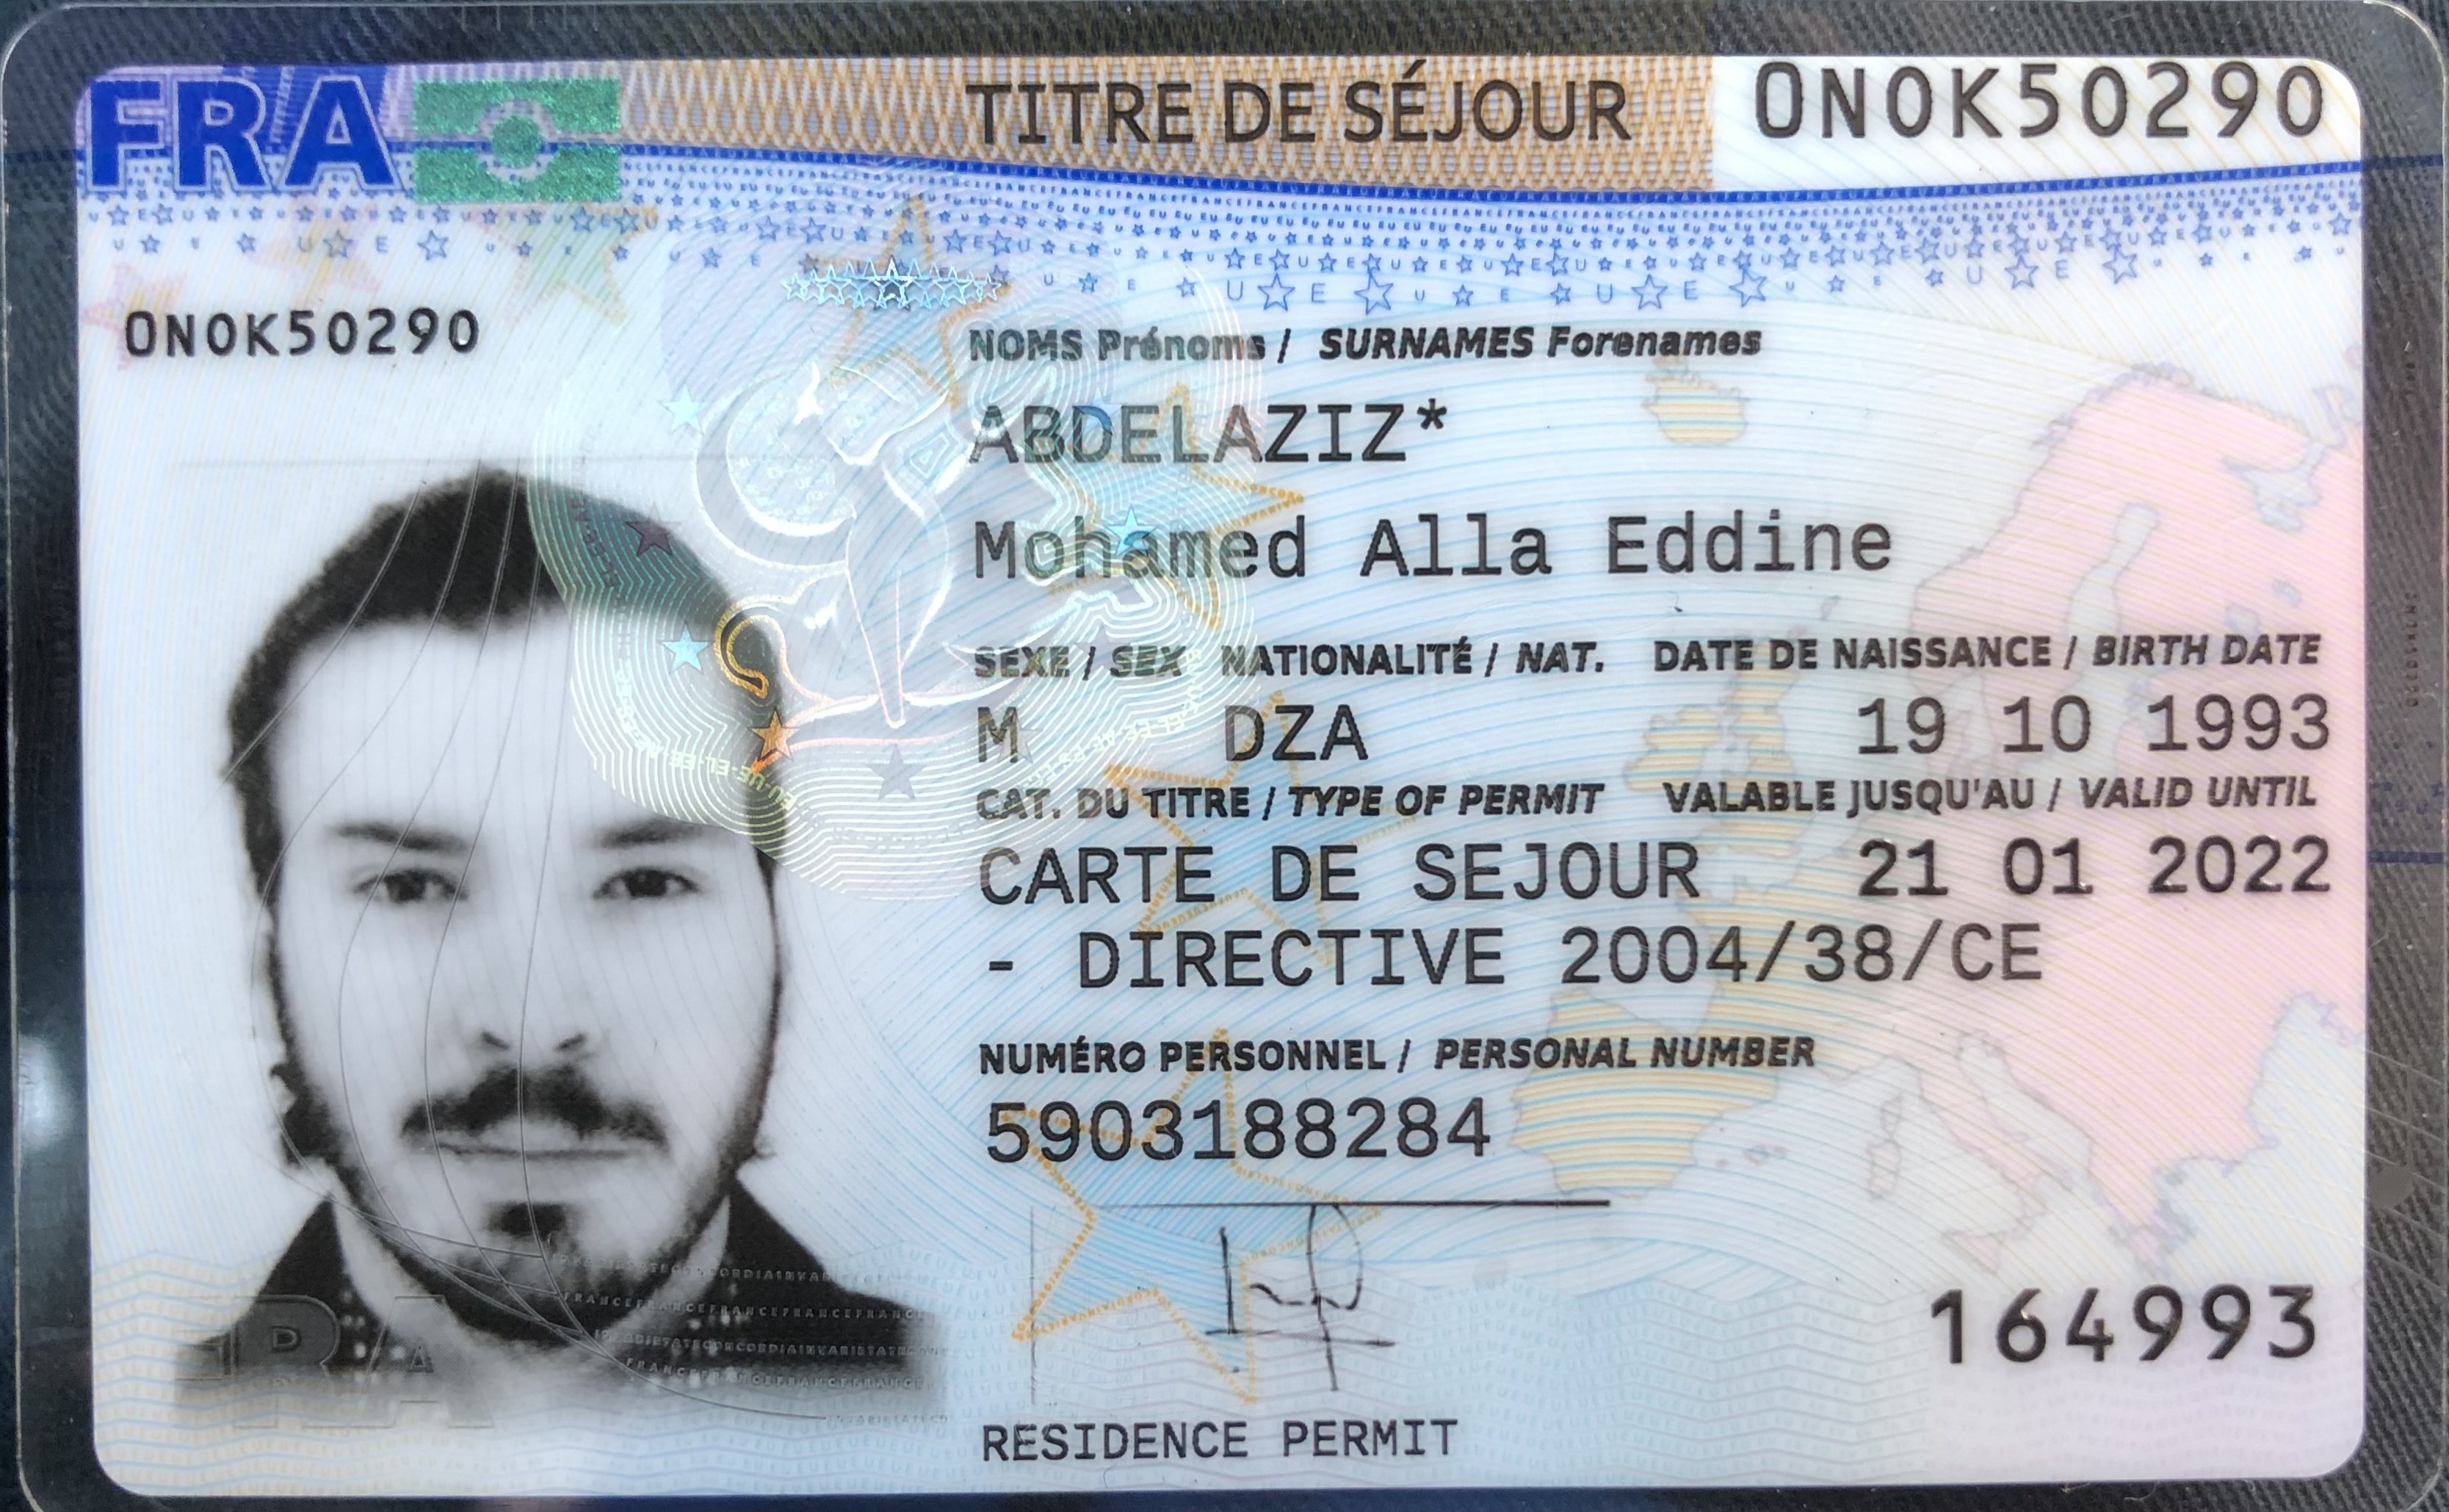 FRA
TITRE DE SÉJOUR
0N0K50290
0N0K50290
NOMS Prénoms / SURNAMES Forenames
ABDELAZIZ*
Mohamed Alla Eddine
SEXE / SEX NATIONALITÉ / NAT. DATE DE NAISSANCE / BIRTH DATE
M DZA 19 10 1993
CAT. DU TITRE / TYPE OF PERMIT VALABLE JUSQU'AU / VALID UNTIL
CARTE DE SEJOUR 21 01 2022
- DIRECTIVE 2004/38/CE
NUMÉRO PERSONNEL / PERSONAL NUMBER
5903188284
164993
RESIDENCE PERMIT